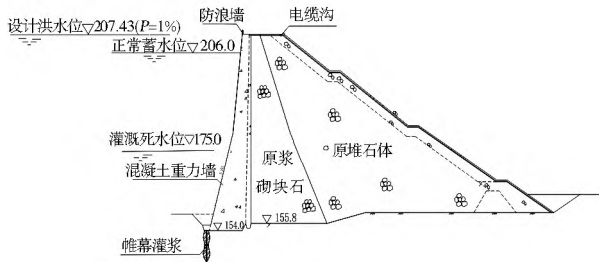 防浪墙
电缆沟
设计洪水位▽207.43(P=1%)
正常蓄水位▽206.0
灌溉死水位▽175.0
混凝土重力墙
原浆
砌块石
原堆石体
▽154.0
▽155.8
帷幕灌浆